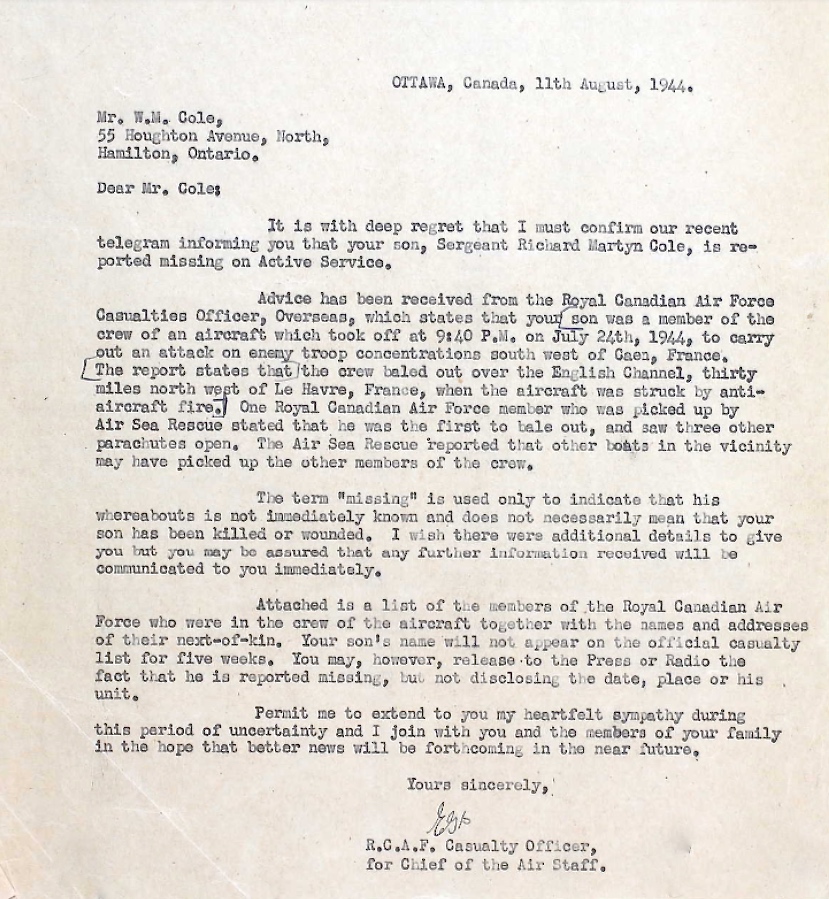 OTTAWA, Canada, 11th August, 1944.
Mr. W.M. Cole,
55 Houghton Avenue, North,
Hamilton, Ontario.
Dear Mr. Cole:
It is with deep regret that I must confirm our recent
telegram informing you that your son, Sergeant Richard Martyn Cole, is re-
ported missing on Active Service.
Advice has been received from the Royal Canadian Air Force
Casualties Officer, Overseas, which states that your son was a member of the
crew of an aircraft which took off at 9:40 P.M. on July 24th, 1944, to carry
out an attack on enemy troop concentrations south west of Caen, France.
The report states that the crew baled out over the English Channel, thirty
miles north west of Le Havre, France, when the aircraft was struck by anti-
aircraft fire. One Royal Canadian Air Force member who was picked up by
Air Sea Rescue stated that he was the first to bale out, and saw three other
parachutes open. The Air Sea Rescue reported that other boats in the vicinity
may have picked up the other members of the crew.
The term "missing" is used only to indicate that his
whereabouts is not immediately known and does not necessarily mean that your
son has been killed or wounded. I wish there were additional details to give
you but you may be assured that any further information received will be
communicated to you immediately.
Attached is a list of the members of the Royal Canadian Air
Force who were in the crew of the aircraft together with the names and addresses
of their next-of-kin. Your son's name will not appear on the official casualty
list for five weeks. You may, however, release to the Press or Radio the
fact that he is reported missing, but not disclosing the date, place or his
unit.
Permit me to extend to you my heartfelt sympathy during
this period of uncertainty and I join with you and the members of your family
in the hope that better news will be forthcoming in the near future.
Yours sincerely,
R.C.A.F. Casualty Officer,
for Chief of the Air Staff.